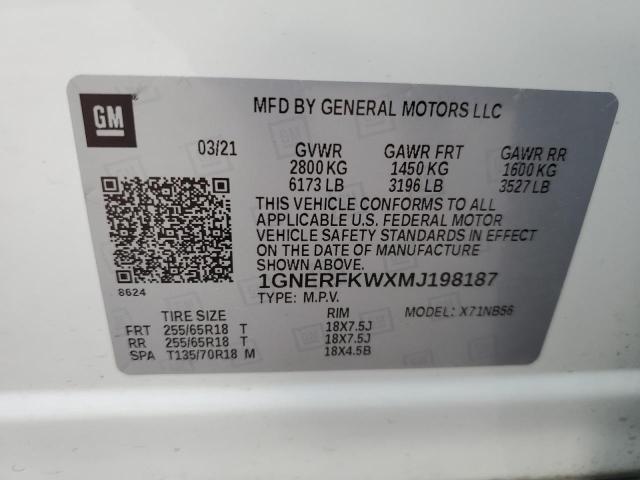 GM
MFD BY GENERAL MOTORS LLC
03/21 GVWR GAWR FRT GAWR RR
2800 KG 1450 KG 1600 KG
6173 LB 3196 LB 3527 LB
THIS VEHICLE CONFORMS TO ALL
APPLICABLE U.S. FEDERAL MOTOR
VEHICLE SAFETY STANDARDS IN EFFECT
ON THE DATE OF MANUFACTURE
SHOWN ABOVE.
8624
1GNERFKWXMJ198187
TYPE: M.P.V. MODEL: X71NB56
TIRE SIZE RIM
FRT 255/65R18 T 18X7.5J
RR 255/65R18 T 18X7.5J
SPA T135/70R18 M 18X4.5B